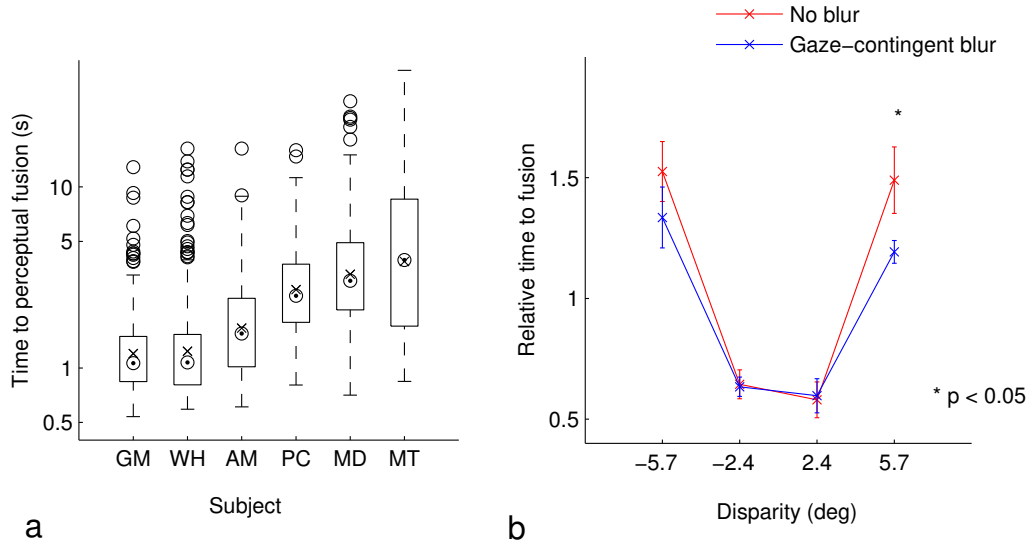 No blur
Gaze-contingent blur
Time to perceptual fusion (s)
10
5
1
0.5
GM WH AM PC MD MT
Subject
a
Relative time to fusion
1.5
1
0.5
*
* p < 0.05
−5.7 −2.4 2.4 5.7
Disparity (deg)
b